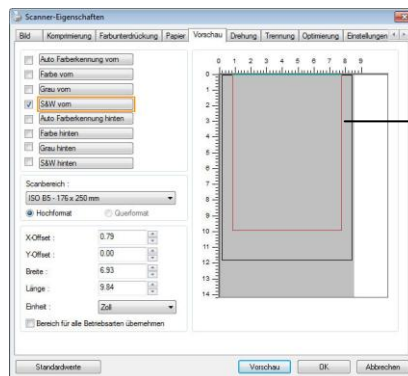 Scanner-Eigenschaften
Bild Komprimierung Farbunterdrückung Papier Vorschau Drehung Trennung Optimierung Einstellungen
Auto Farberkennung vorn
Farbe vorn
Grau vorn
S&W vorn
Auto Farberkennung hinten
Farbe hinten
Grau hinten
S&W hinten
Scanbereich :
ISO B5 - 176 x 250 mm
Hochformat Querformat
X-Offset : 0.79
Y-Offset : 0.00
Breite : 6.93
Länge : 9.84
Einheit : Zoll
Bereich für alle Betriebsarten übernehmen
0 1 2 3 4 5 6 7 8 9
0
1
2
3
4
5
6
7
8
9
10
11
12
13
14
Standardwerte Vorschau OK Abbrechen